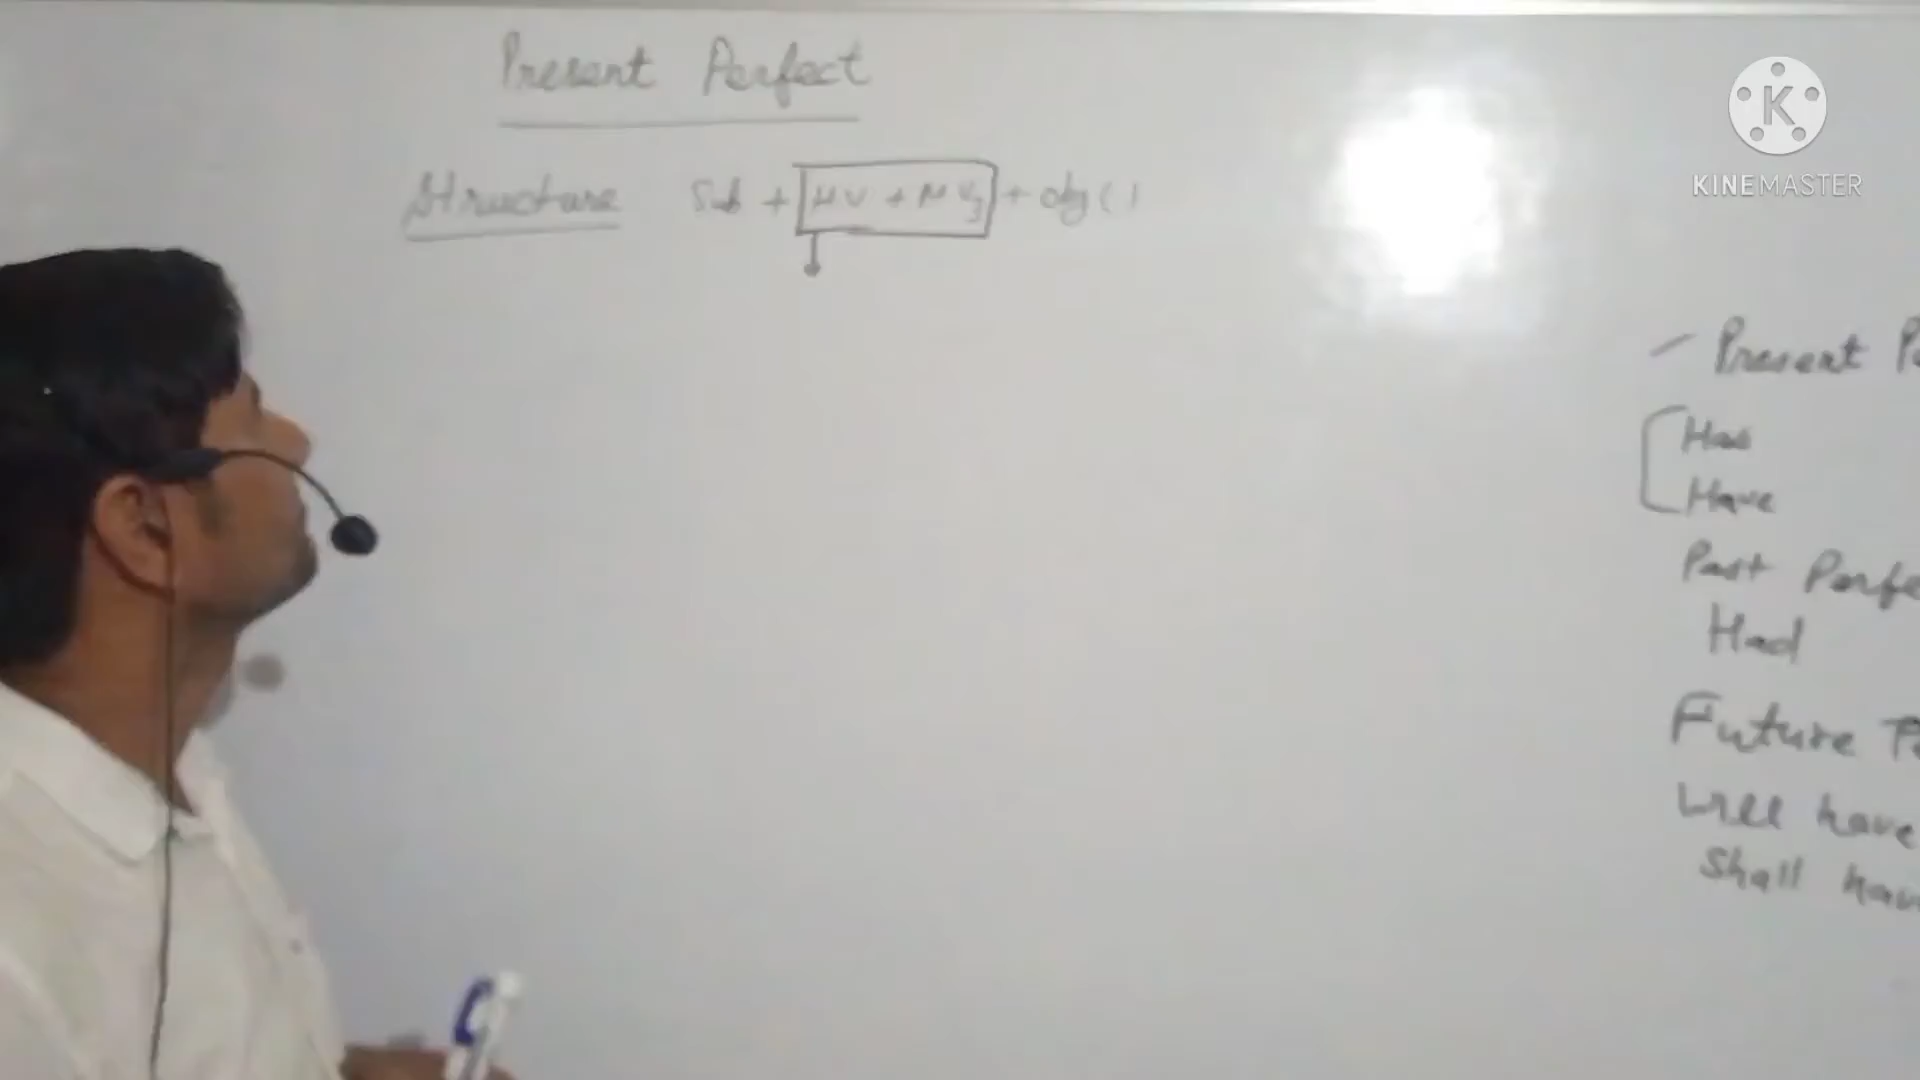 Present Perfect
Structure Sub + HV + MV3 + obj ( )
K
KINEMASTER
Present
Has
Have
Past Perfe
Had
Future
Will have
Shall hav